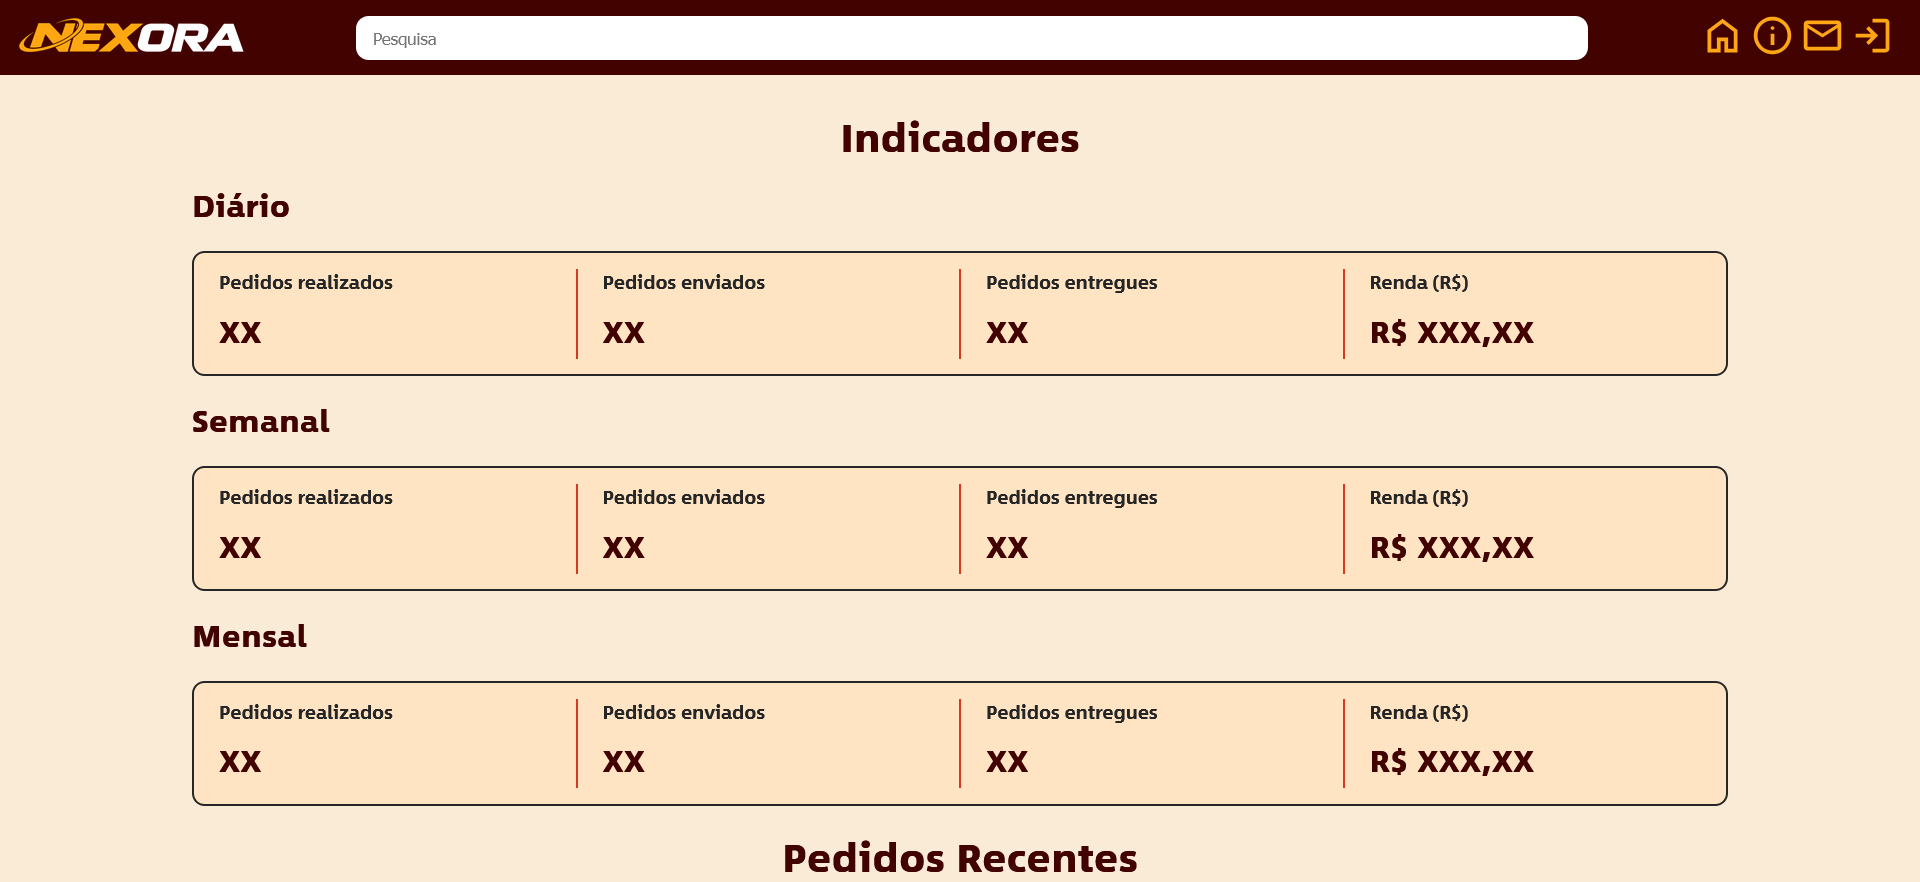 NEXORA
Pesquisa
Indicadores
Diário
Pedidos realizados
XX
Pedidos enviados
XX
Pedidos entregues
XX
Renda (R$)
R$ XXX,XX
Semanal
Pedidos realizados
XX
Pedidos enviados
XX
Pedidos entregues
XX
Renda (R$)
R$ XXX,XX
Mensal
Pedidos realizados
XX
Pedidos enviados
XX
Pedidos entregues
XX
Renda (R$)
R$ XXX,XX
Pedidos Recentes